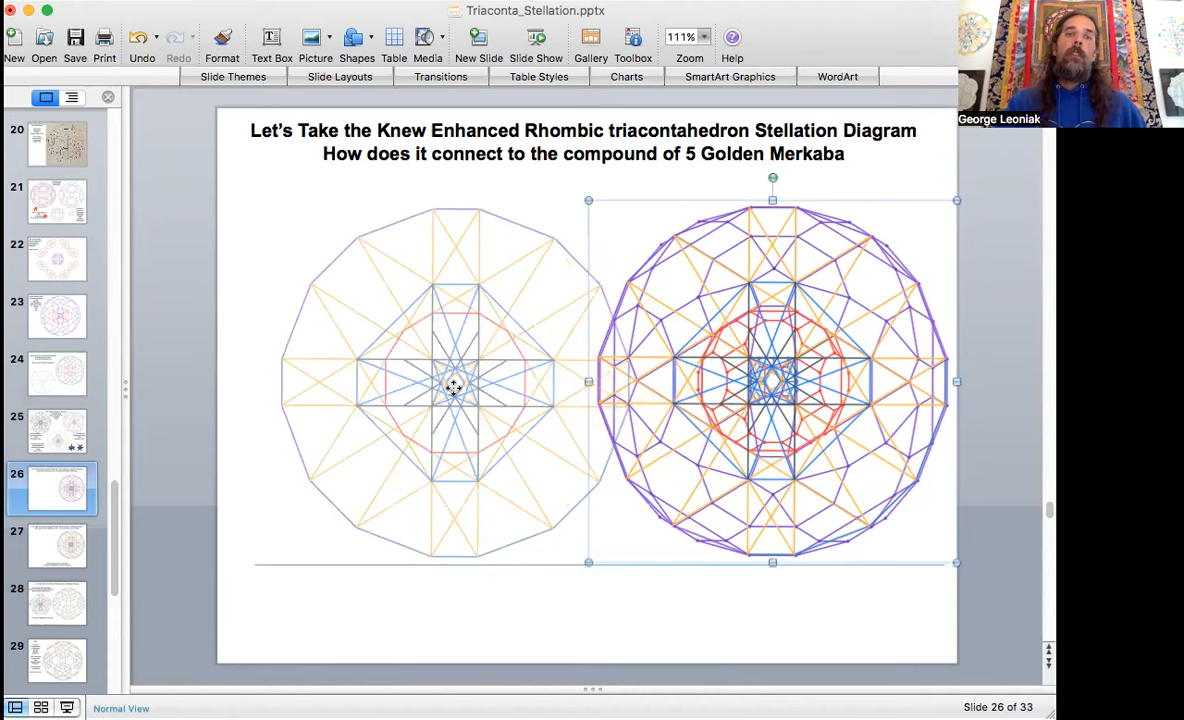 Triaconta_Stellation.pptx
New Open Save Print Undo Redo Format Text Box Picture Shapes Table Media New Slide Slide Show Gallery Toolbox Zoom Help
111%
Slide Themes Slide Layouts Transitions Table Styles Charts SmartArt Graphics WordArt
George Leoniak
Let's Take the Knew Enhanced Rhombic triacontahedron Stellation Diagram
How does it connect to the compound of 5 Golden Merkaba
20
21
22
23
24
25
26
27
28
29
Normal View
Slide 26 of 33